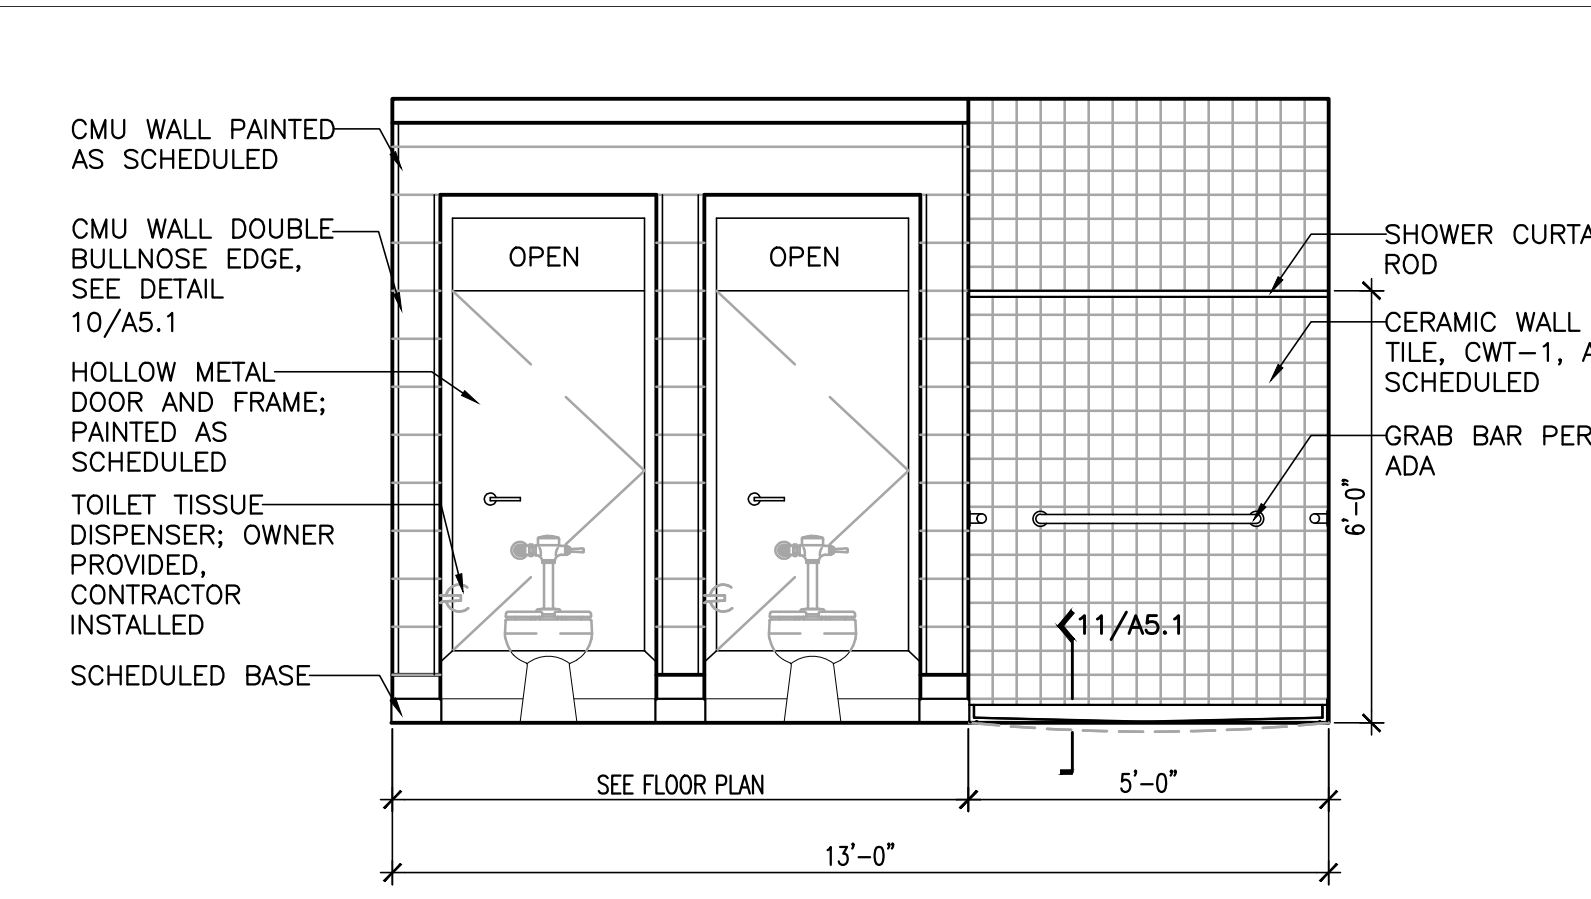 CMU WALL PAINTED
AS SCHEDULED
CMU WALL DOUBLE
BULLNOSE EDGE,
SEE DETAIL
10/A5.1
HOLLOW METAL
DOOR AND FRAME;
PAINTED AS
SCHEDULED
TOILET TISSUE
DISPENSER; OWNER
PROVIDED,
CONTRACTOR
INSTALLED
SCHEDULED BASE
OPEN
OPEN
SHOWER
ROD
CERAMIC WALL
TILE, CWT-1,
SCHEDULED
GRAB BAR PER
ADA
6'-0"
11/A5.1
SEE FLOOR PLAN
5'-0"
13'-0"